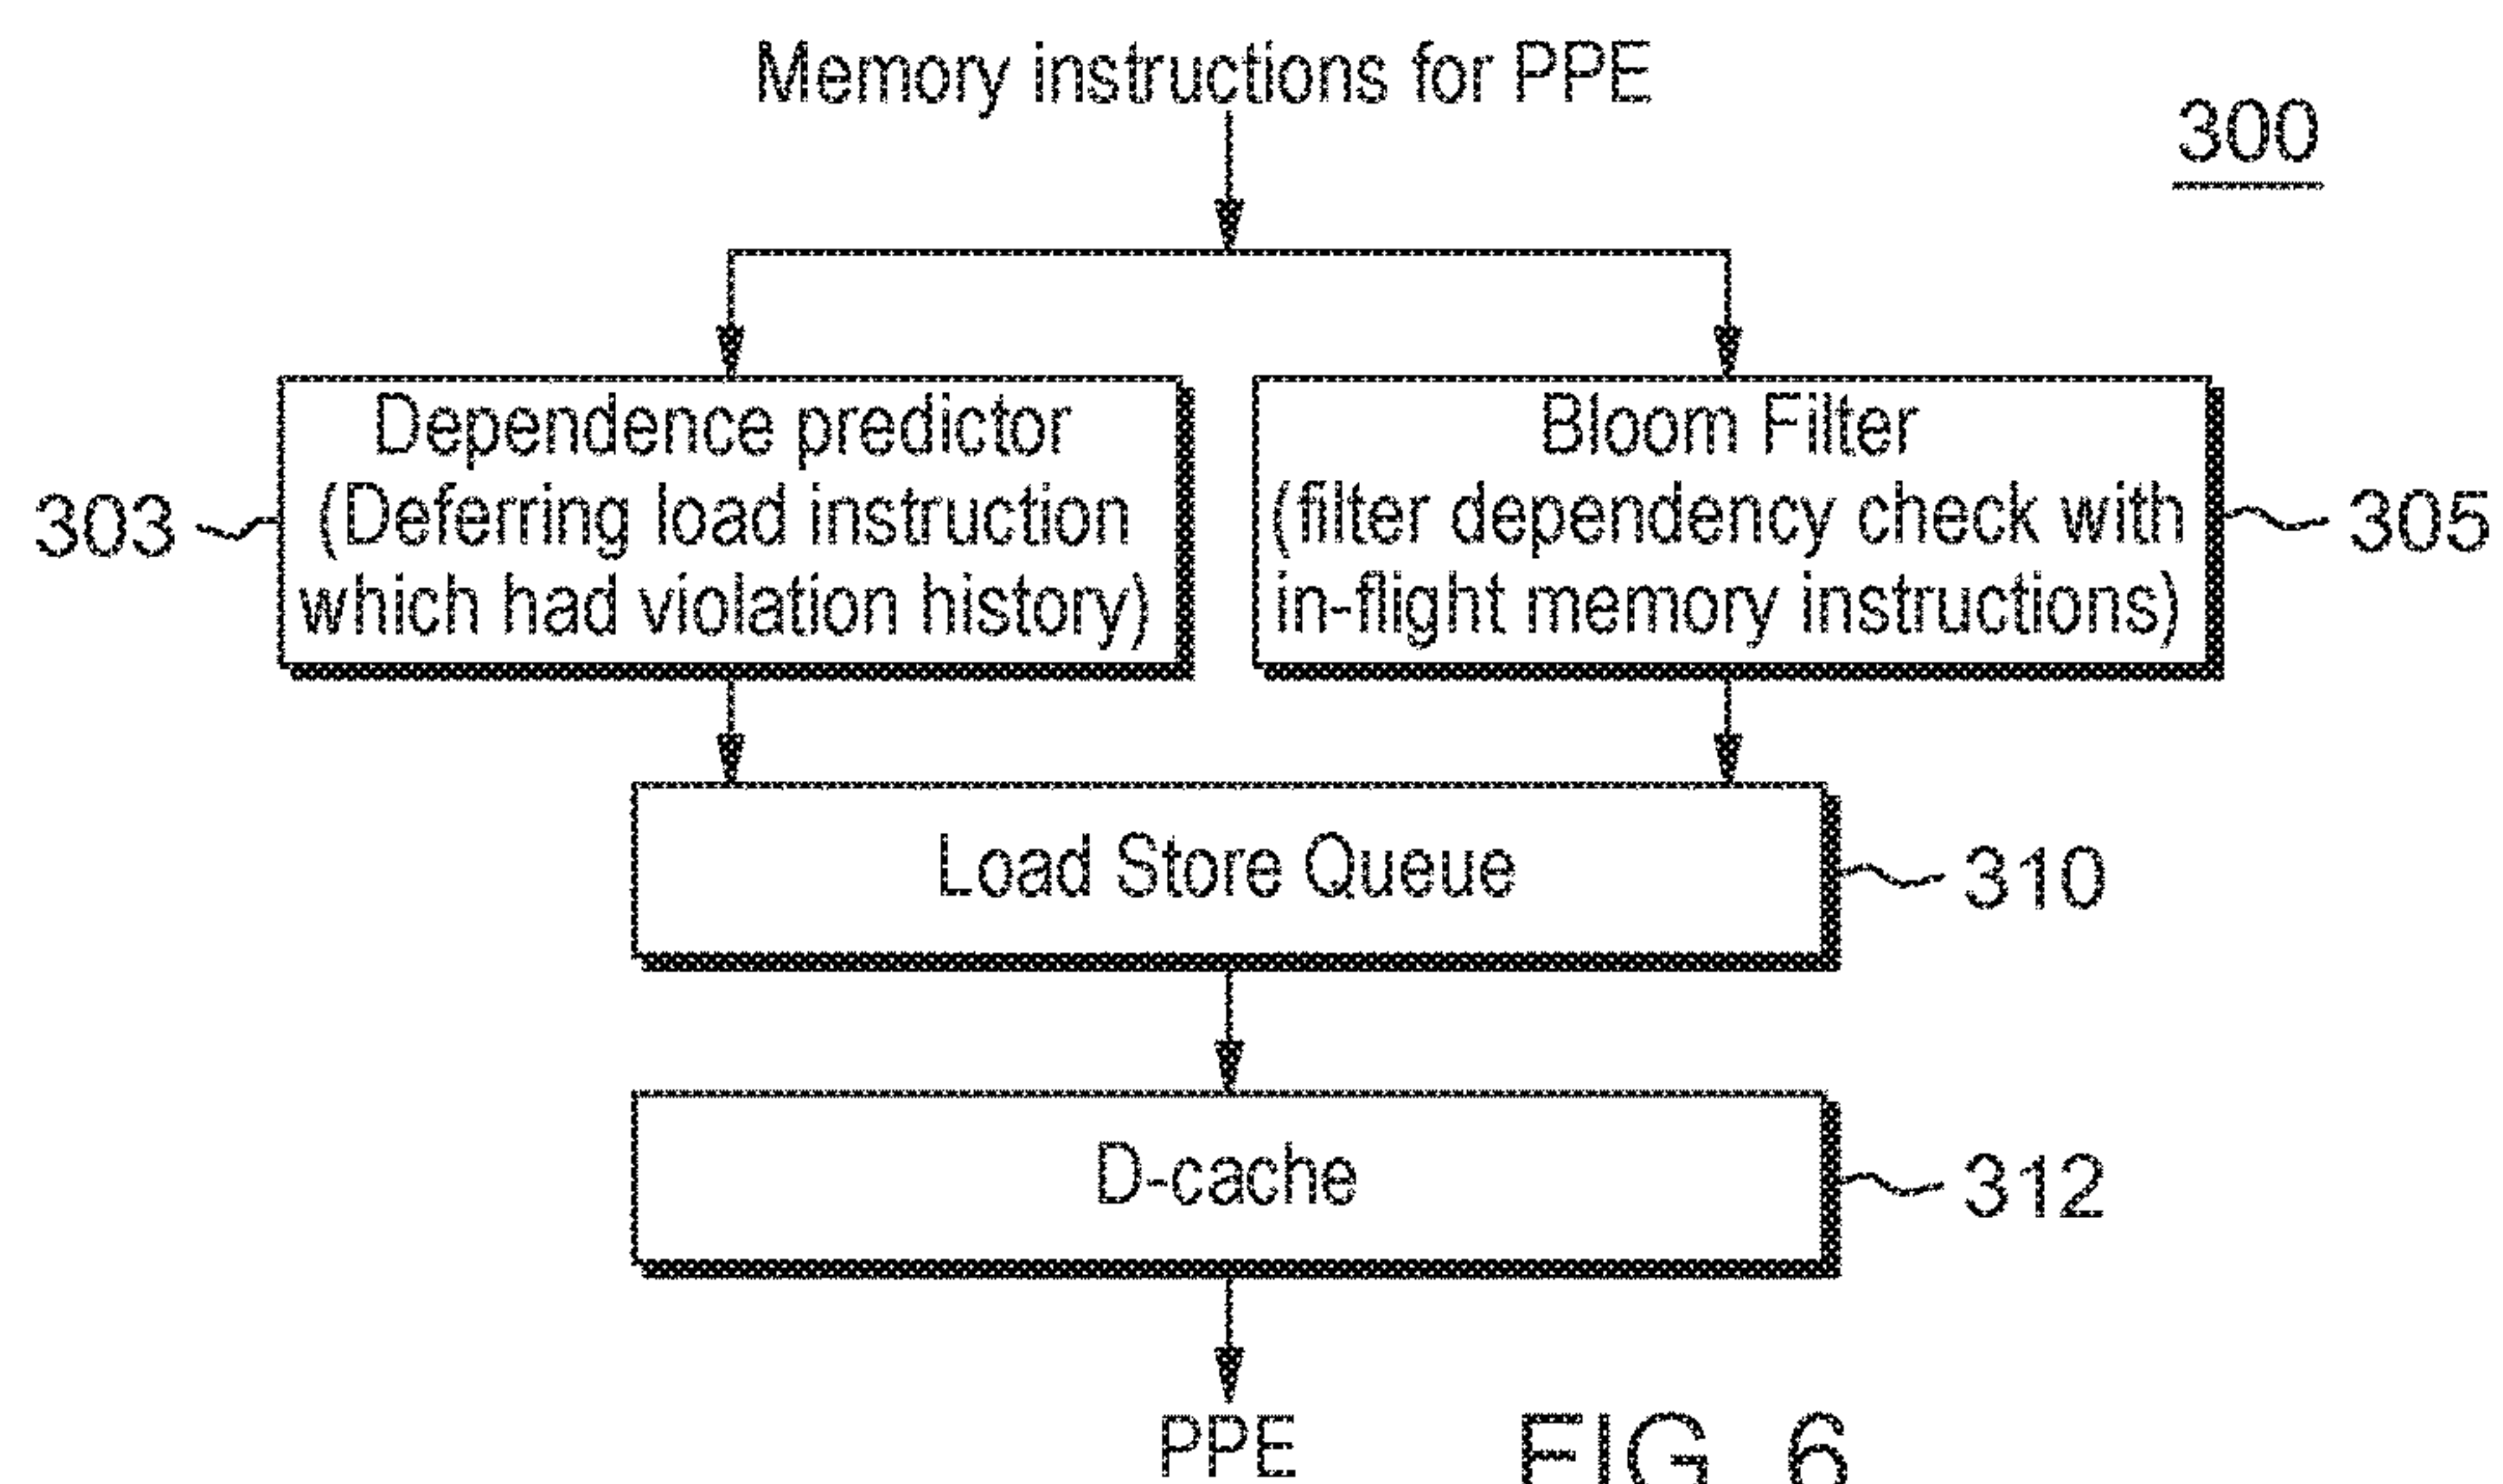 Memory instructions for PPE
300
Dependence predictor
(Deferring load instruction
which had violation history)
303
Bloom Filter
(filter dependency check with
in-flight memory instructions)
305
Load Store Queue
310
D-cache
312
PPE
FIG. 6